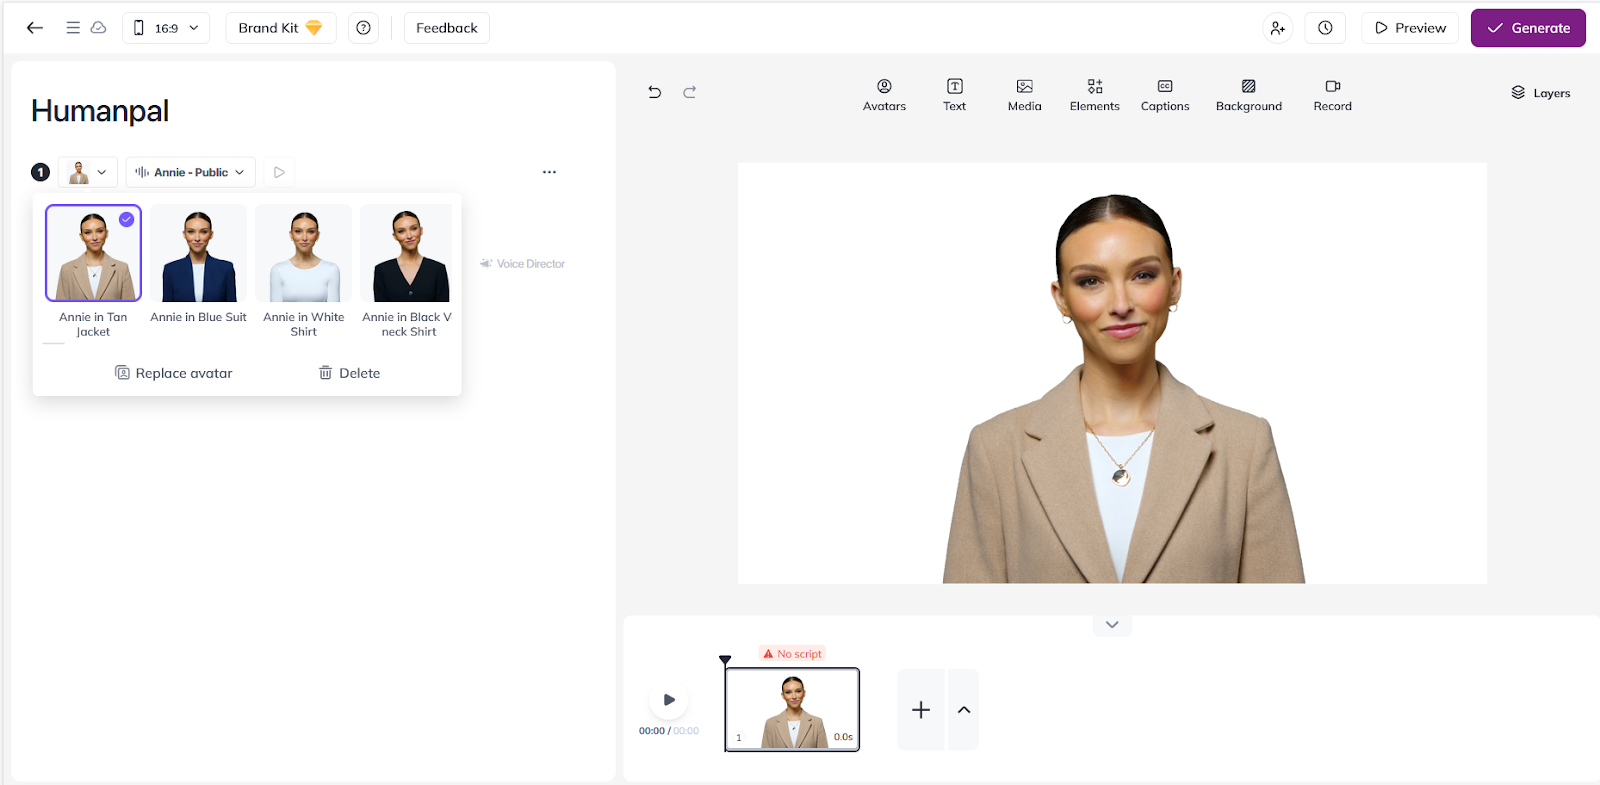 16:9
Brand Kit
Feedback
Preview
Generate
Humanpal
1
Annie - Public
Annie in Tan
Jacket
Annie in Blue Suit
Annie in White
Shirt
Annie in Black V-
neck Shirt
Replace avatar
Delete
Voice Director
Avatars
Text
Media
Elements
CC
Captions
Background
Record
Layers
No script
00:00 / 00:00
1
0.0s